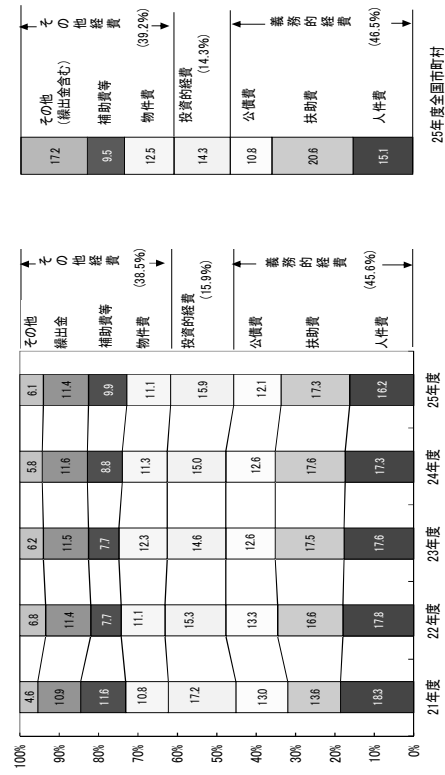 100%
90%
80%
70%
60%
50%
40%
30%
20%
10%
0%
4.6
10.9
11.6
10.8
17.2
13.0
13.6
18.3
21年度
6.8
11.4
7.7
11.1
15.3
13.3
16.6
17.8
22年度
6.2
11.5
7.7
12.3
14.6
12.6
17.5
17.6
23年度
5.8
11.6
8.8
11.3
15.0
12.6
17.6
17.3
24年度
6.1
11.4
9.9
11.1
15.9
12.1
17.3
16.2
25年度
その他
繰出金
補助費等
物件費
投資的経費
(15.9%)
公債費
扶助費
人件費
その他経費
(38.5%)
義務的経費
(45.6%)
17.2
9.5
12.5
14.3
10.8
20.6
15.1
25年度全国市町村
その他
(繰出金含む)
補助費等
物件費
投資的経費
(14.3%)
公債費
扶助費
人件費
その他経費
(39.2%)
義務的経費
(46.5%)